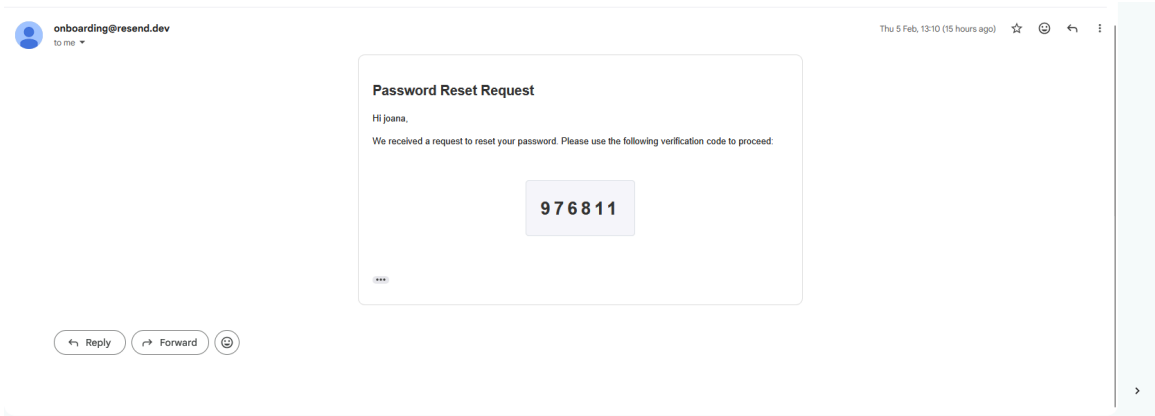 onboarding@resend.dev
Thu 5 Feb, 13:10 (15 hours ago)
to me
Password Reset Request
Hi joana,
We received a request to reset your password. Please use the following verification code to proceed:
976811
Reply
Forward